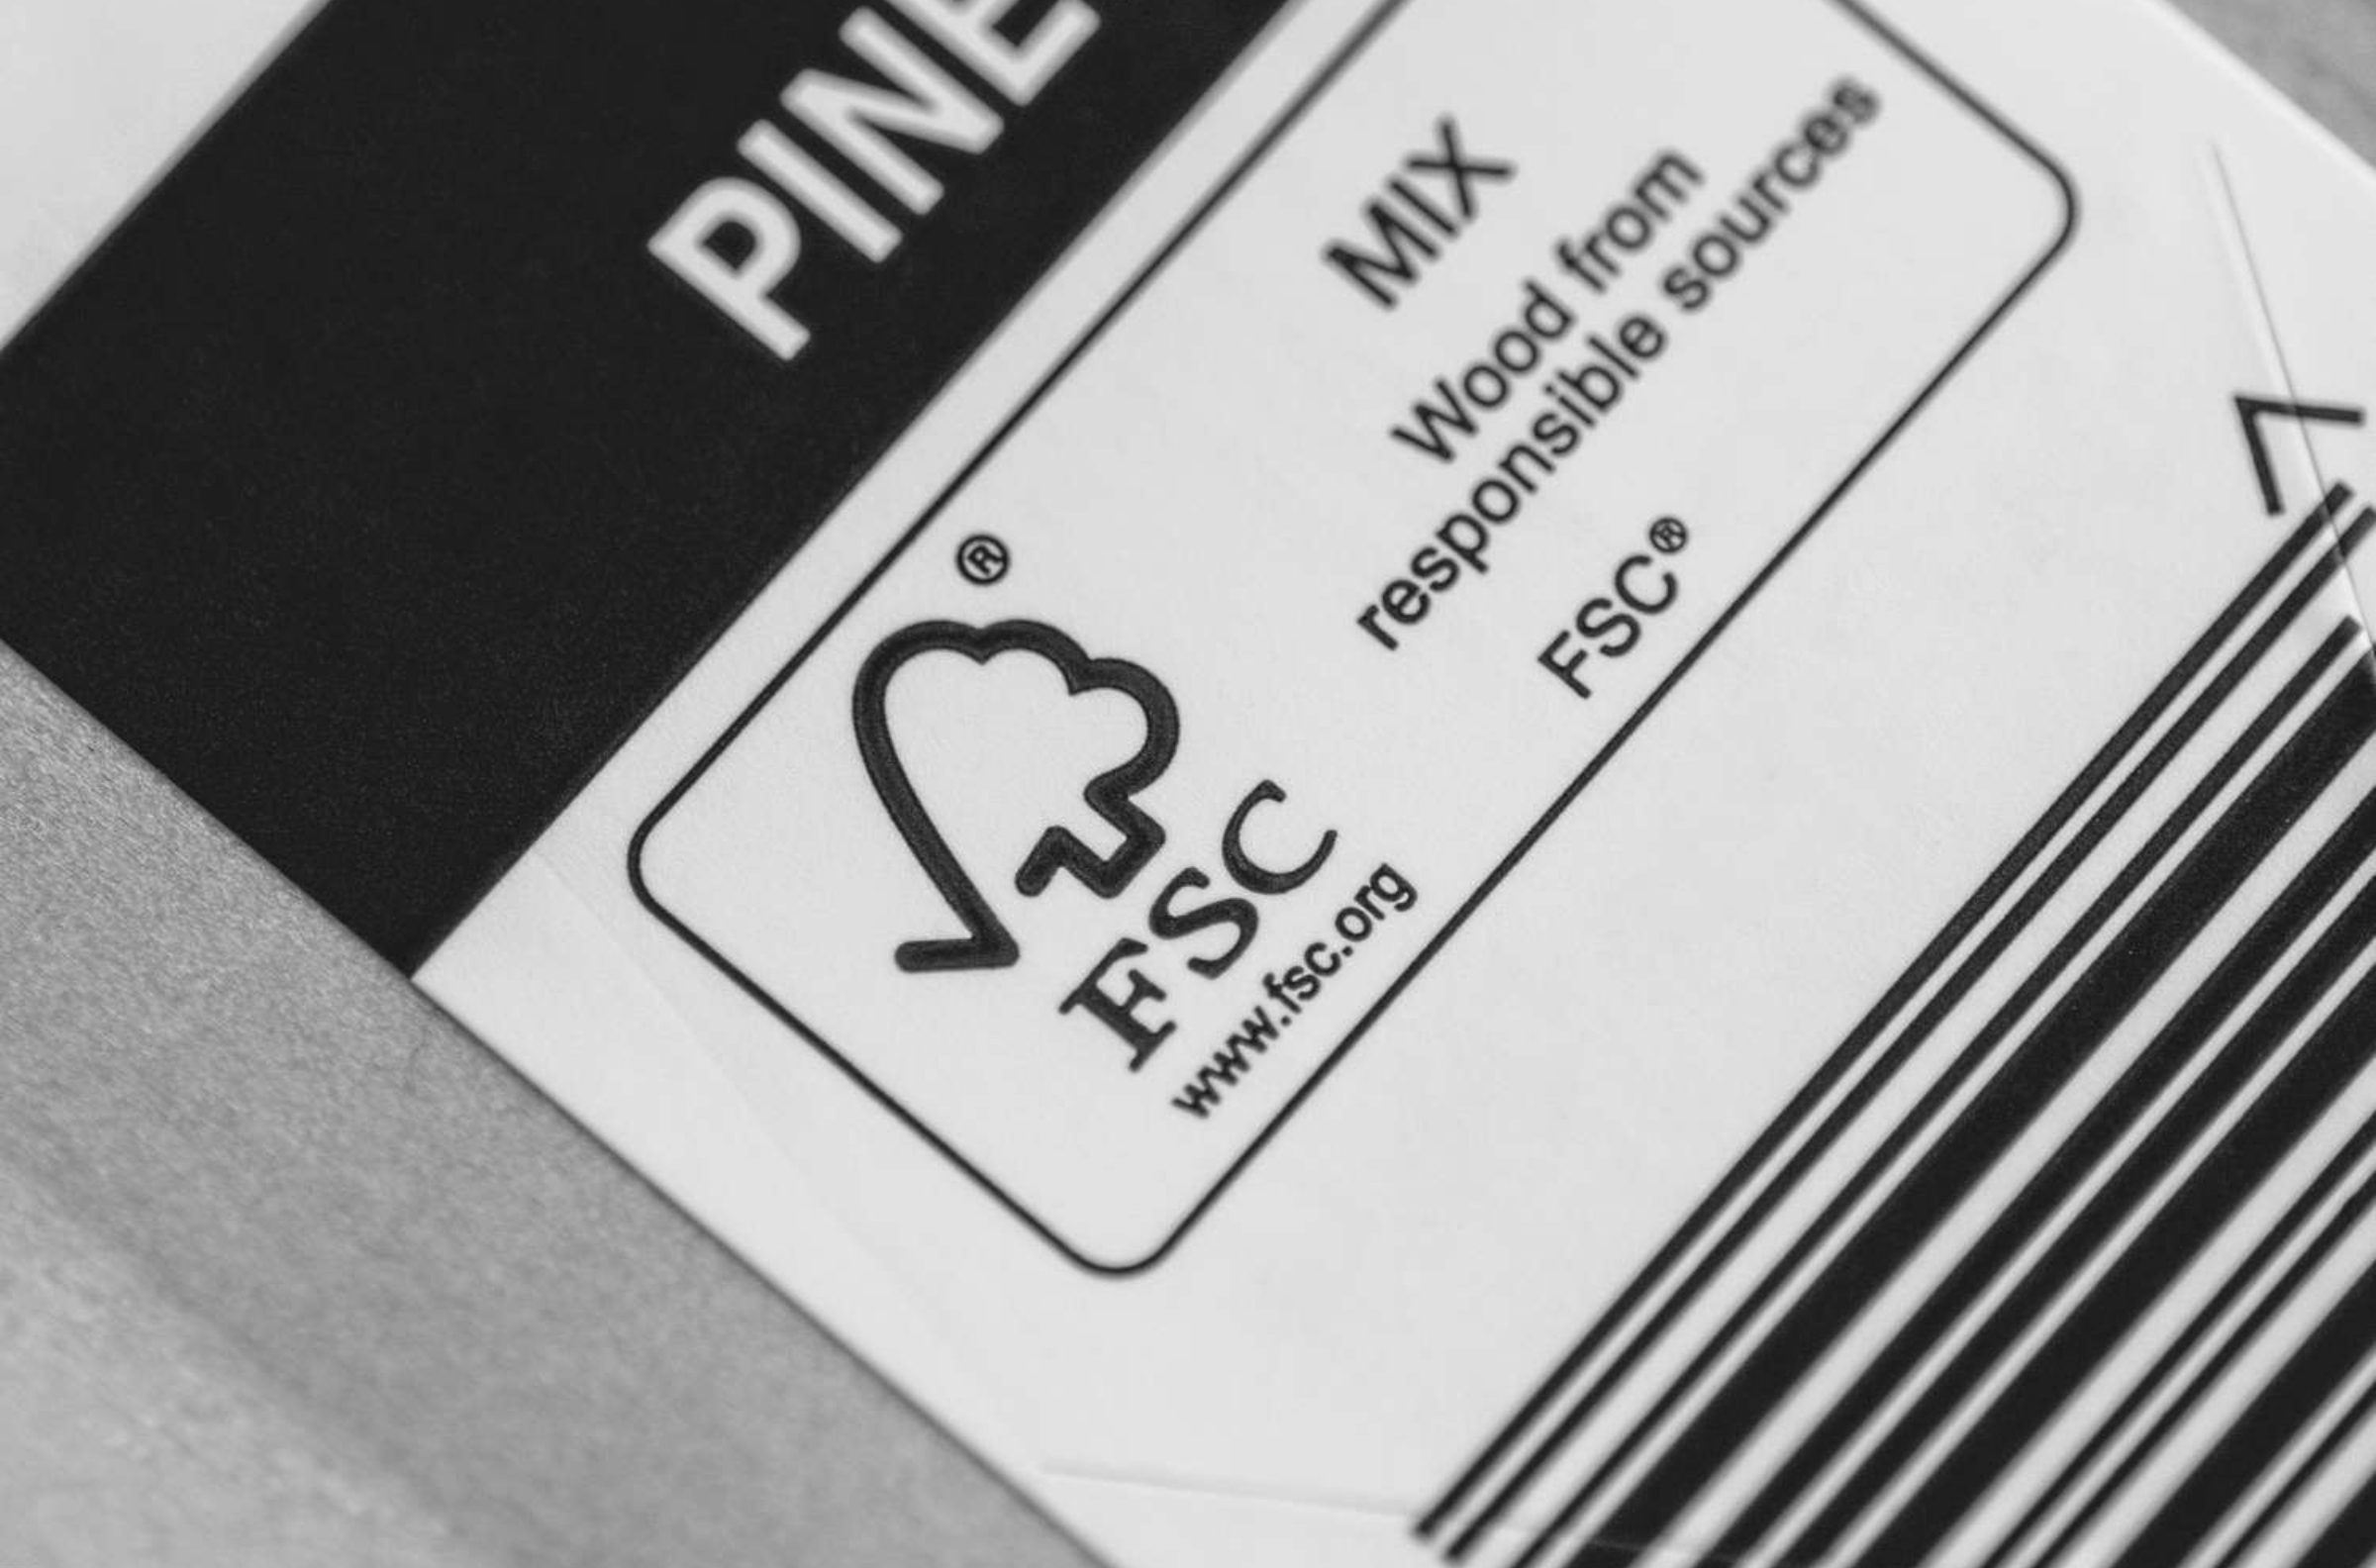 PINE
®
FSC
www.fsc.org
MIX
Wood from
responsible sources
FSC®
>